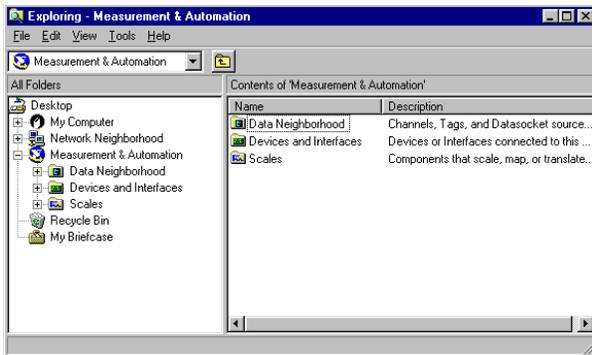 Exploring - Measurement & Automation
File Edit View Tools Help
Measurement & Automation
All Folders
Contents of 'Measurement & Automation'
Desktop
My Computer
Network Neighborhood
Measurement & Automation
Data Neighborhood
Devices and Interfaces
Scales
Recycle Bin
My Briefcase
Name Description
Data Neighborhood Channels, Tags, and Datasocket source...
Devices and Interfaces Devices or Interfaces connected to this ...
Scales Components that scale, map, or translate...